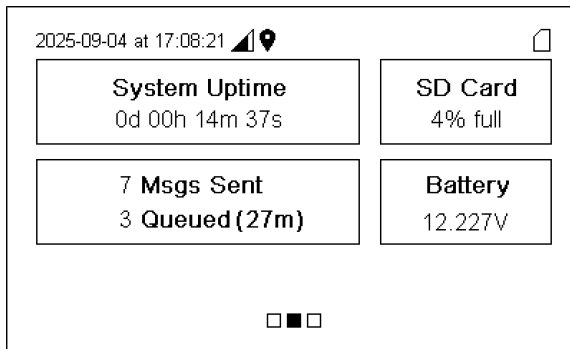 2025-09-04 at 17:08:21
System Uptime
0d 00h 14m 37s
SD Card
4% full
7 Msgs Sent
3 Queued (27m)
Battery
12.227V